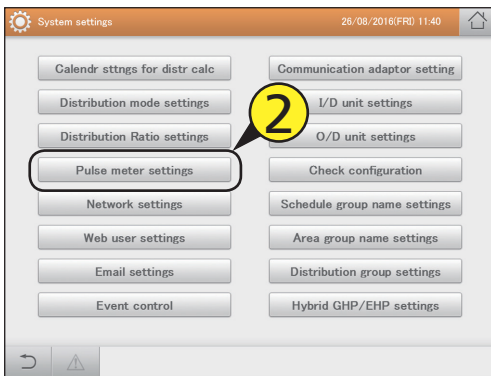 System settings 26/08/2016(FRI) 11:40
Calendr sttngs for distr calc
Distribution mode settings
Distribution Ratio settings
Pulse meter settings
Network settings
Web user settings
Email settings
Event control
Communication adaptor setting
I/D unit settings
O/D unit settings
Check configuration
Schedule group name settings
Area group name settings
Distribution group settings
Hybrid GHP/EHP settings
2